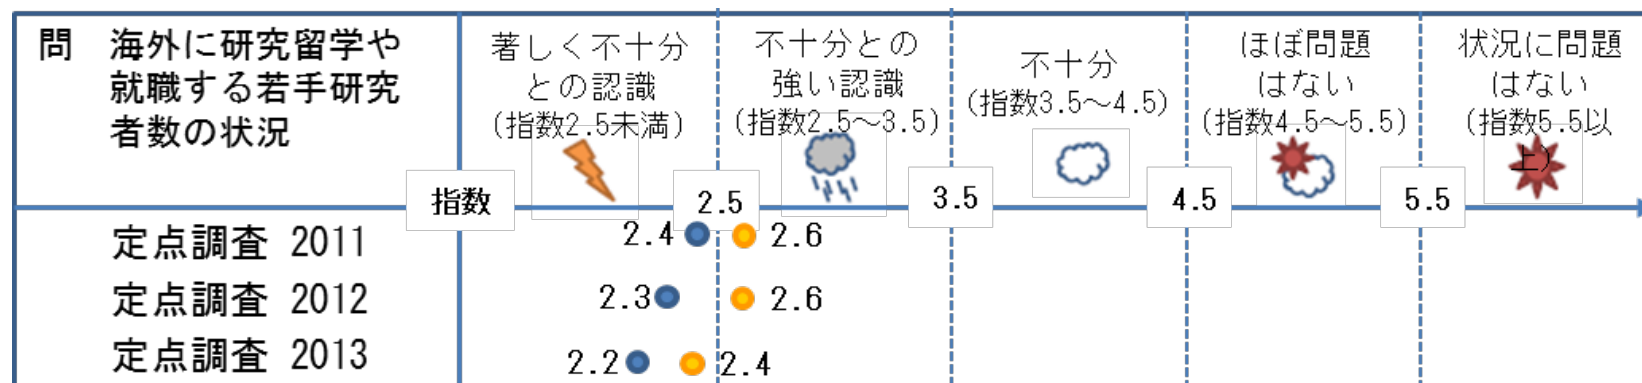 問 海外に研究留学や
就職する若手研究
者数の状況
著しく不十分
との認識
(指数2.5未満)
不十分との
強い認識
(指数2.5～3.5)
不十分
(指数3.5～4.5)
ほぼ問題
はない
(指数4.5～5.5)
状況に問題
はない
(指数5.5以
上)
指数
2.5
3.5
4.5
5.5
定点調査 2011
2.4
2.6
定点調査 2012
2.3
2.6
定点調査 2013
2.2
2.4